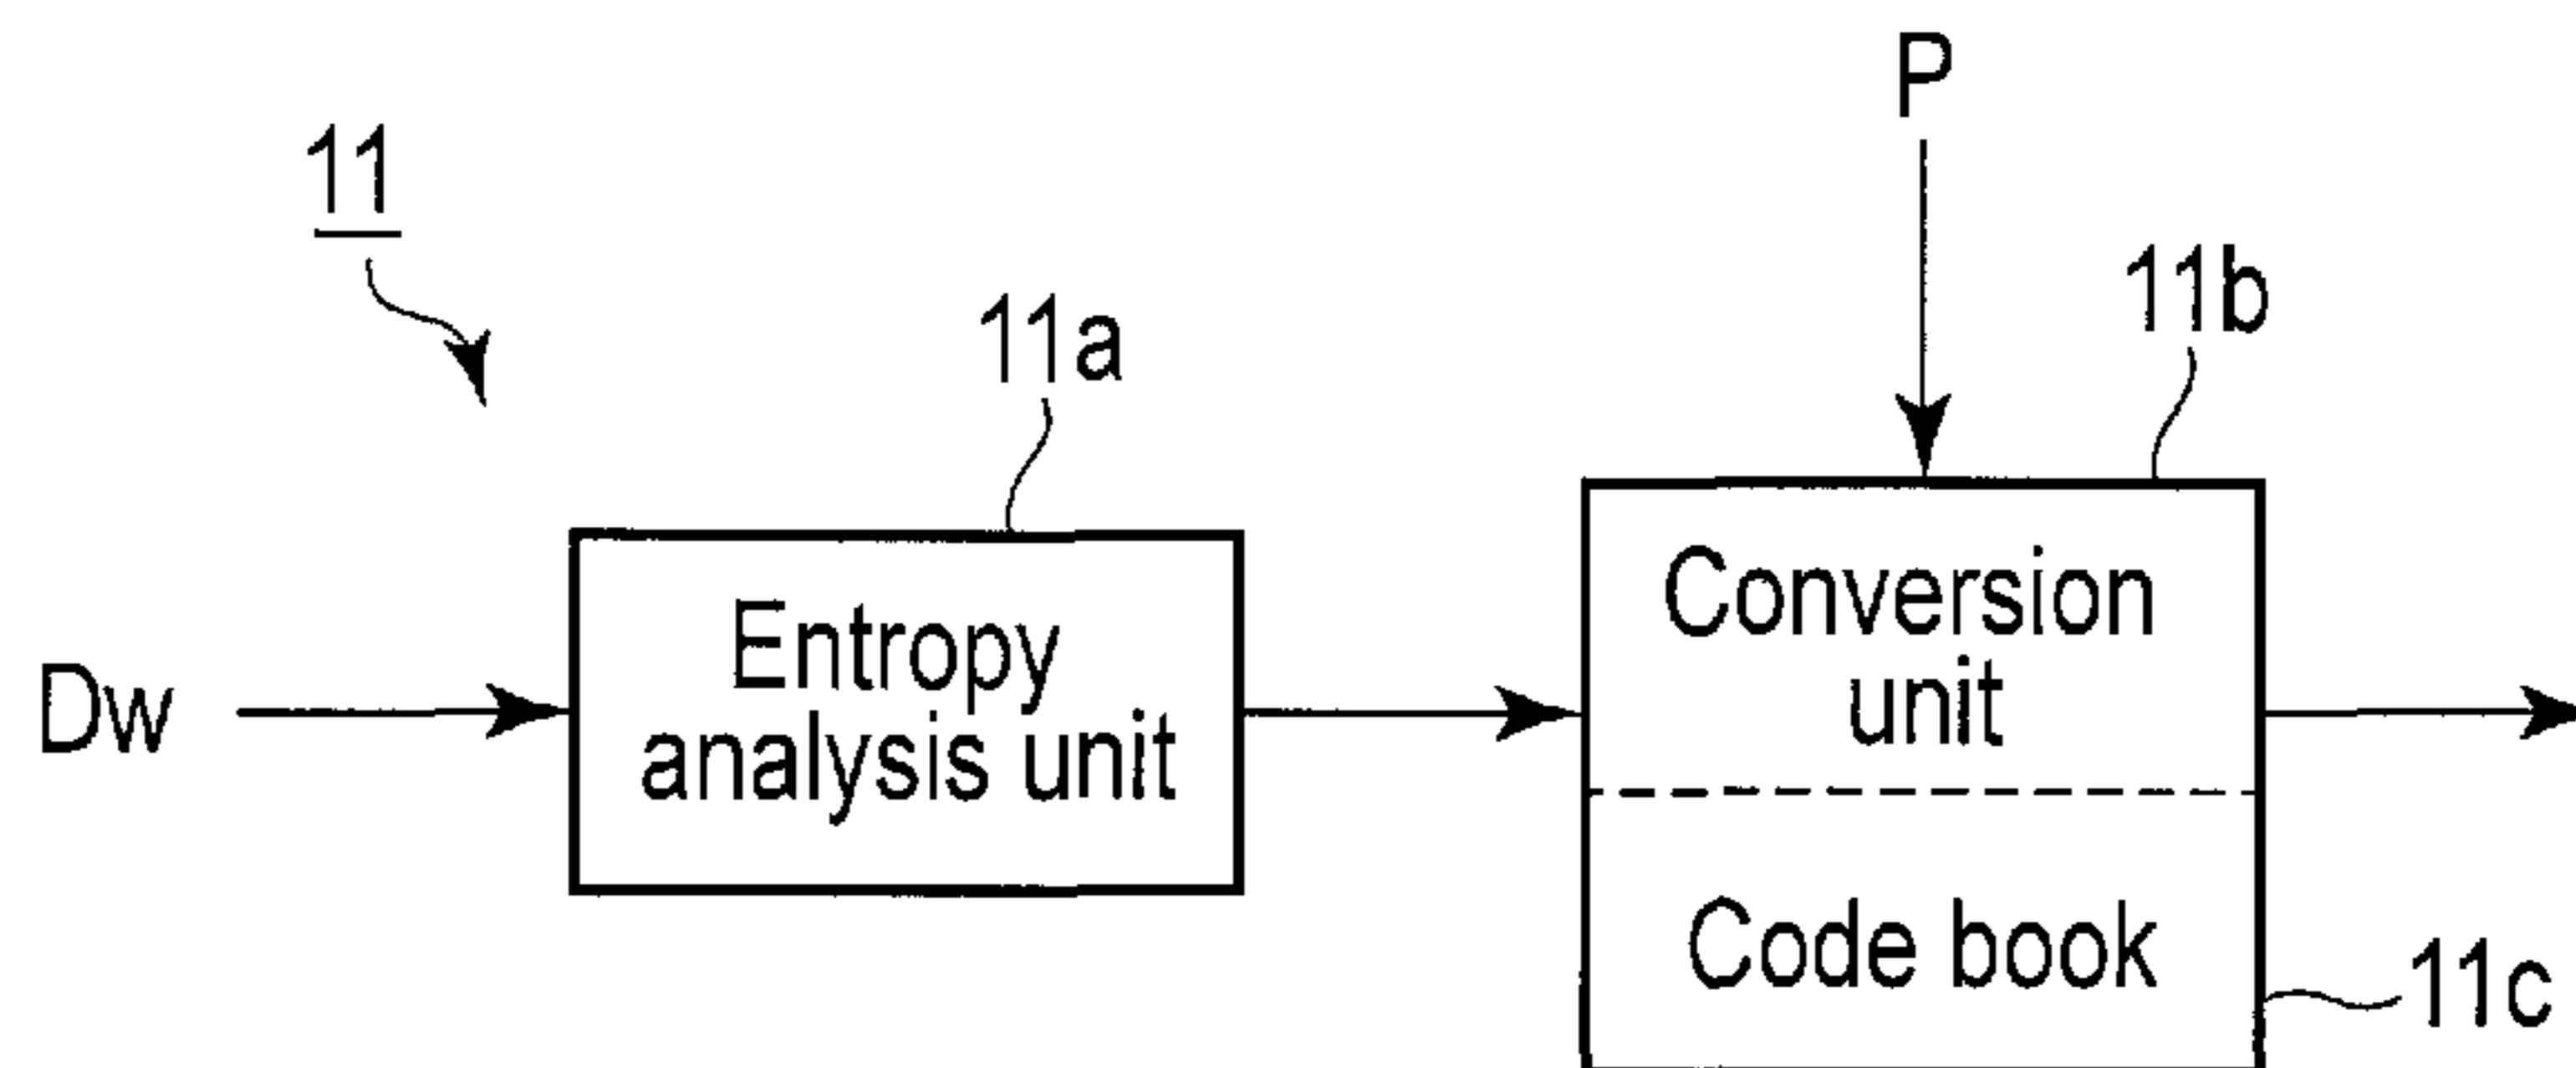 P
11
11b
11a
Conversion
unit
Entropy
analysis unit
Dw
Code book
11c